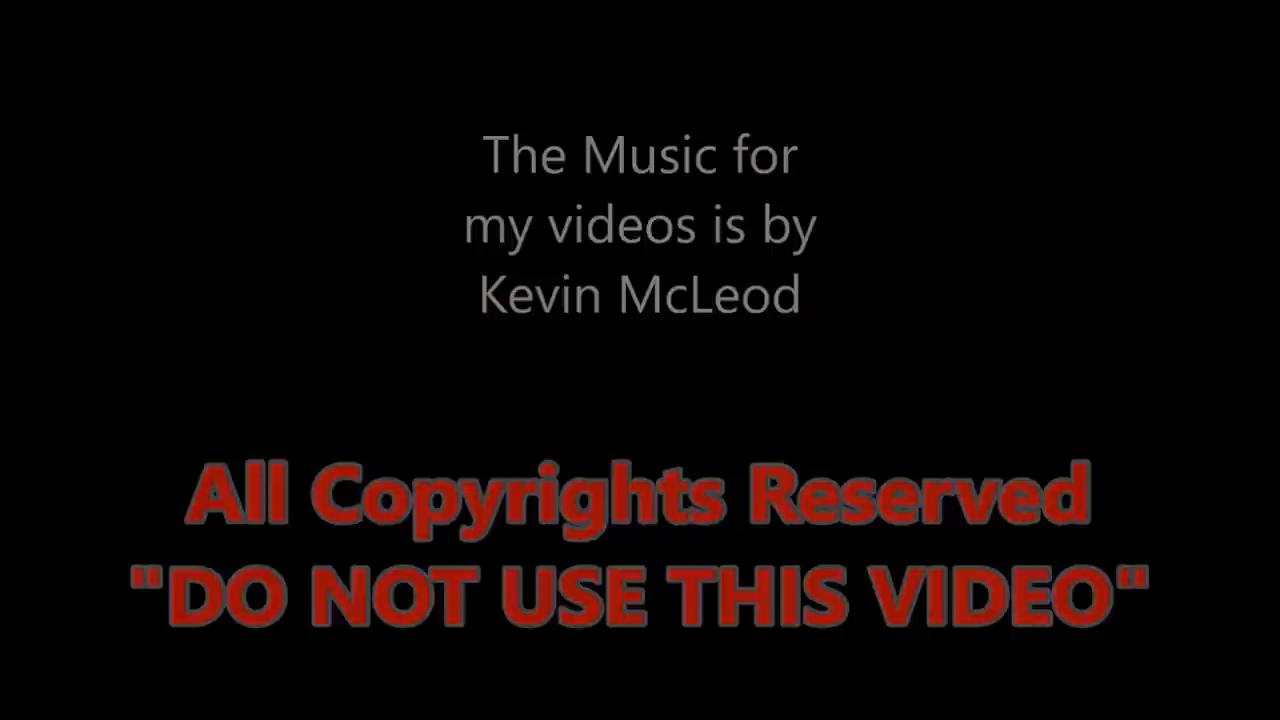 The Music for
my videos is by
Kevin McLeod
All Copyrights Reserved
"DO NOT USE THIS VIDEO"